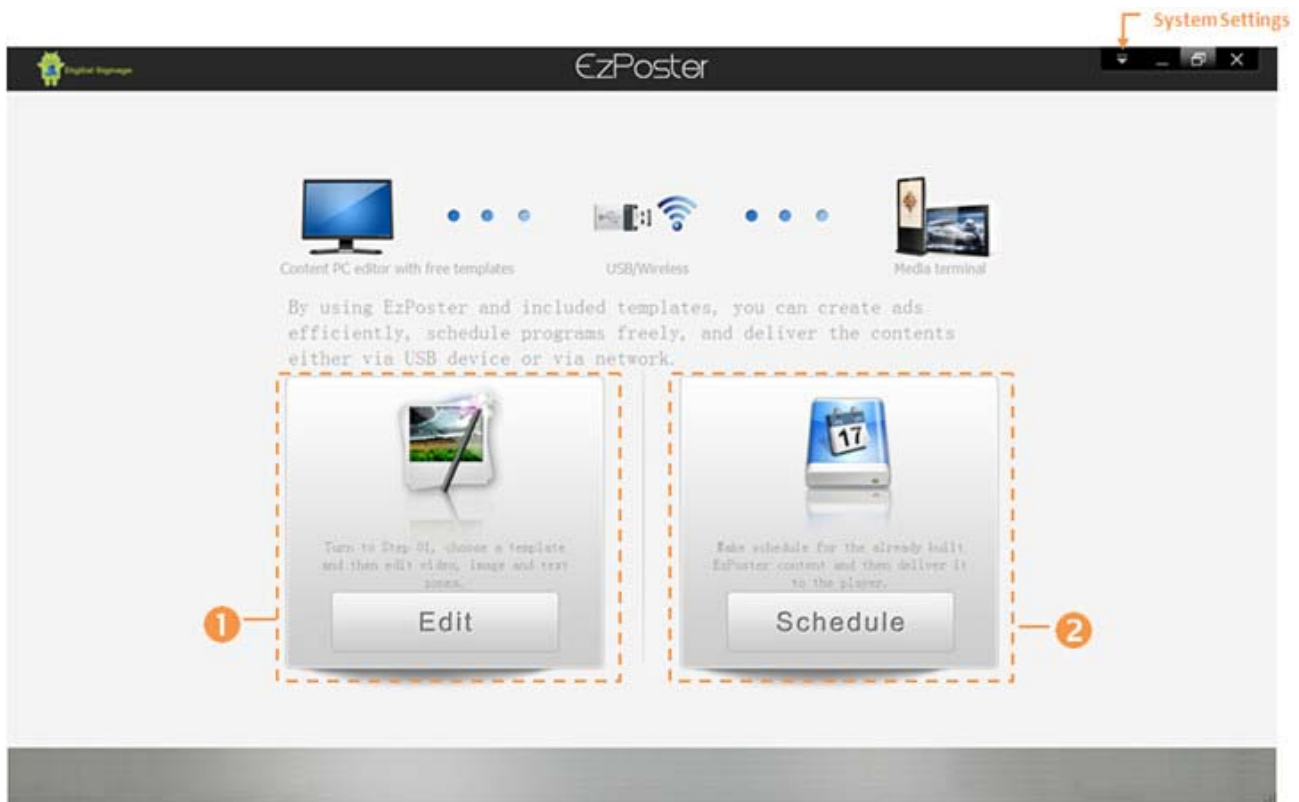 System Settings
Digital Signage
EzPoster
Content PC editor with free templates
USB/Wireless
Media terminal
By using EzPoster and included templates, you can create ads
efficiently, schedule programs freely, and deliver the contents
either via USB device or via network.
17
Turn to Step 01, choose a template
and then edit video, image and text
zones.
Edit
1
Make schedule for the already built
EzPoster content and then deliver it
to the player.
Schedule
2